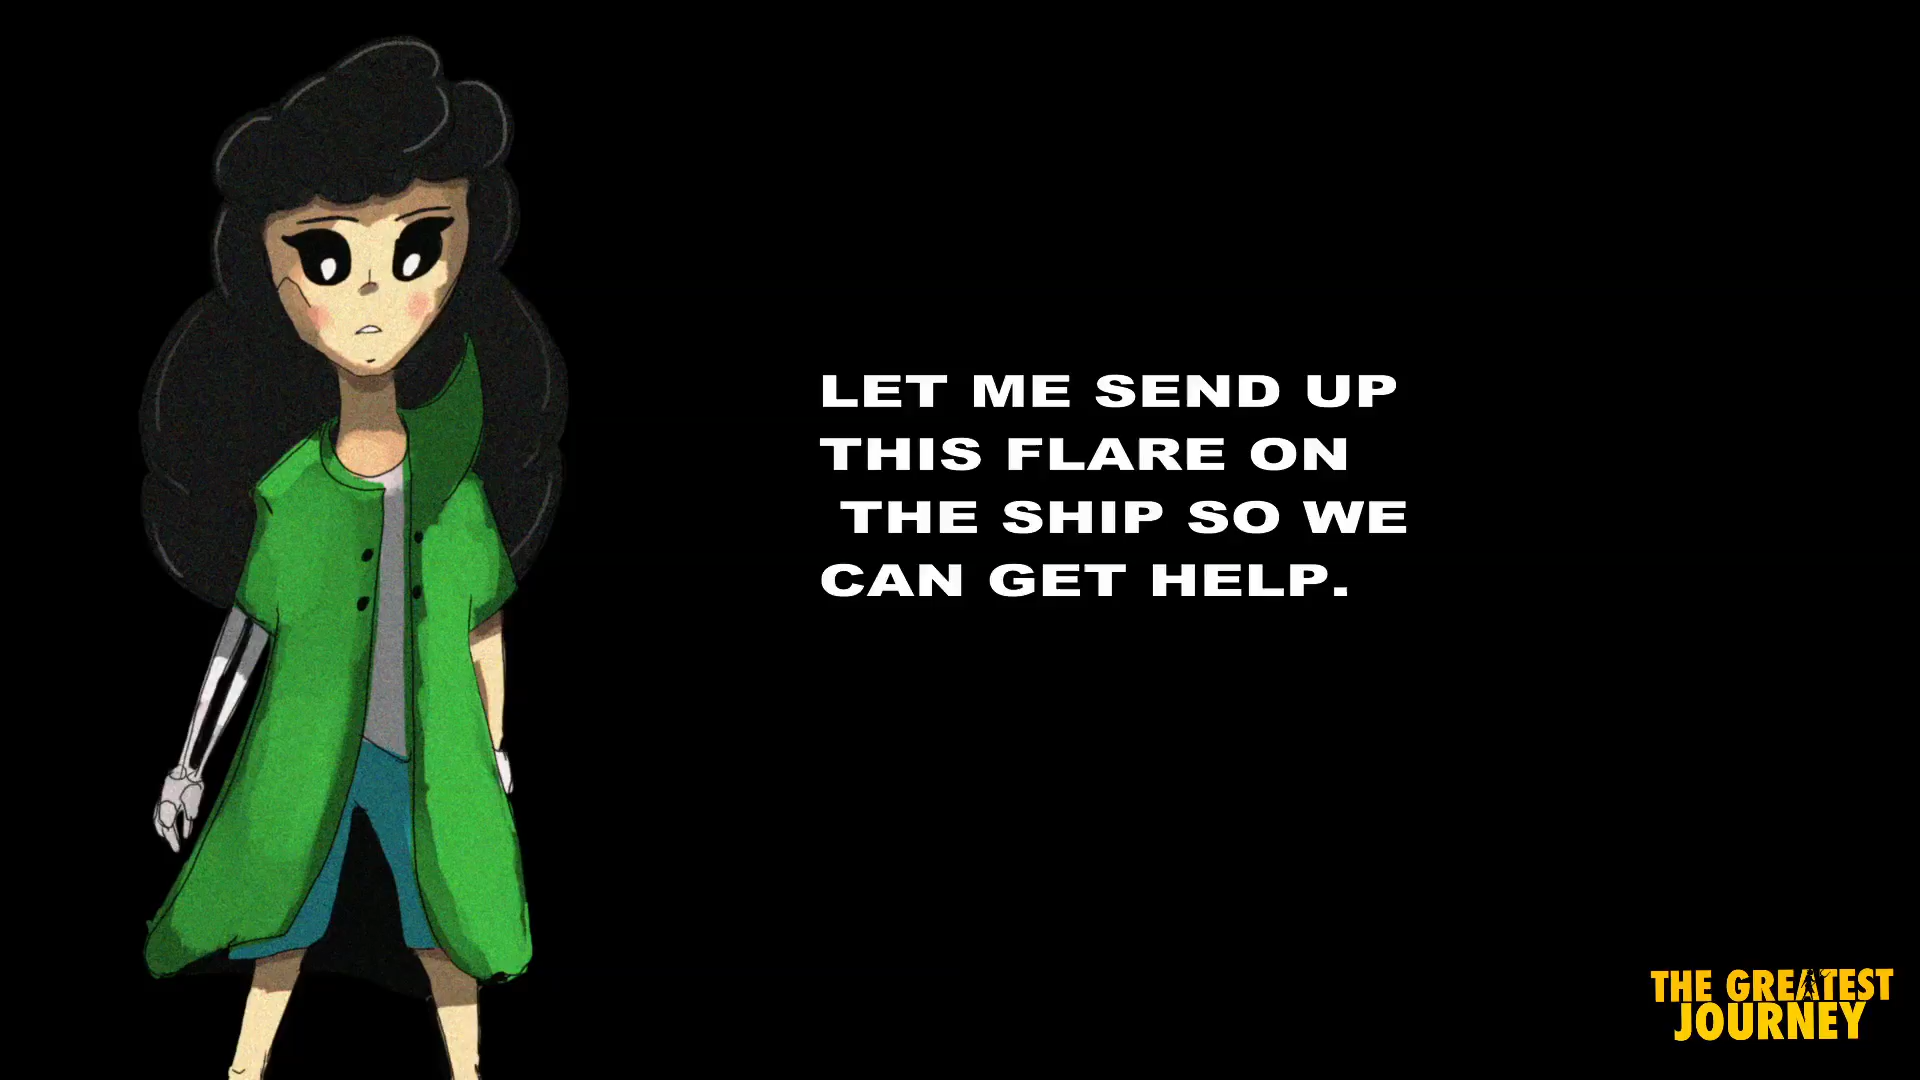 LET ME SEND UP
THIS FLARE ON
THE SHIP SO WE
CAN GET HELP.
THE GREATEST
JOURNEY